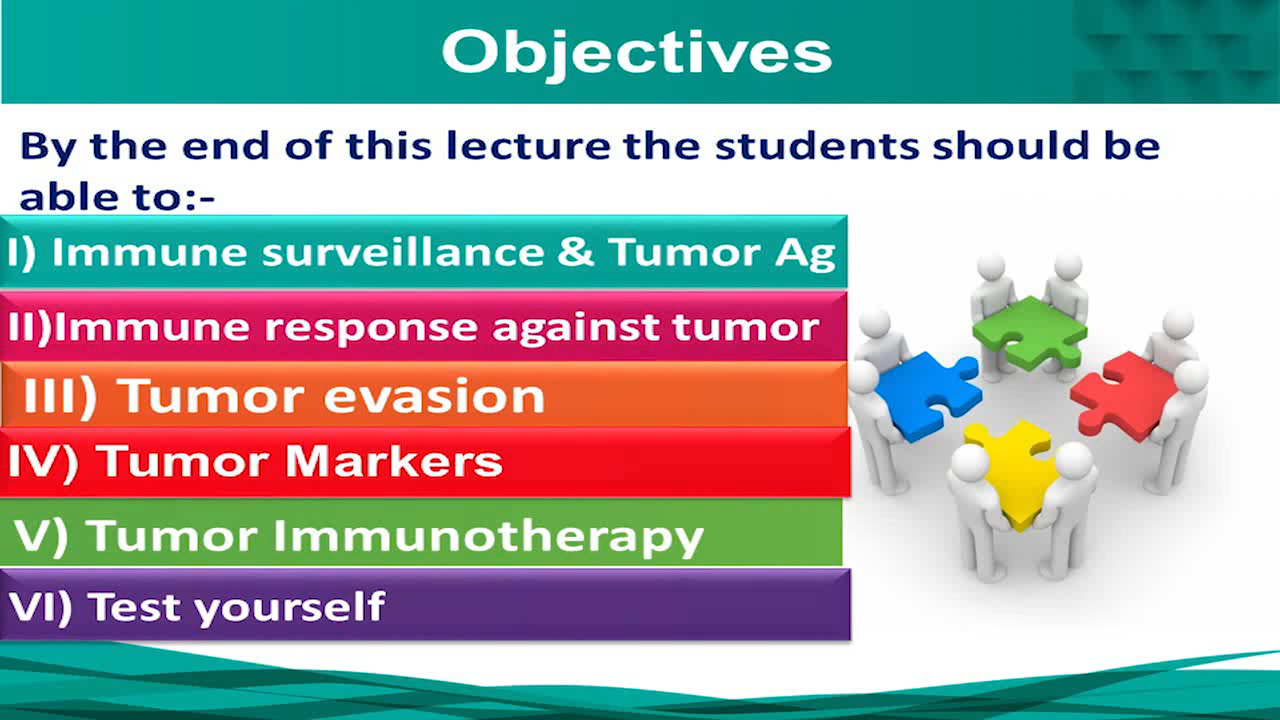 Objectives
By the end of this lecture the students should be
able to:-
I) Immune surveillance & Tumor Ag
II)Immune response against tumor
III) Tumor evasion
IV) Tumor Markers
V) Tumor Immunotherapy
VI) Test yourself